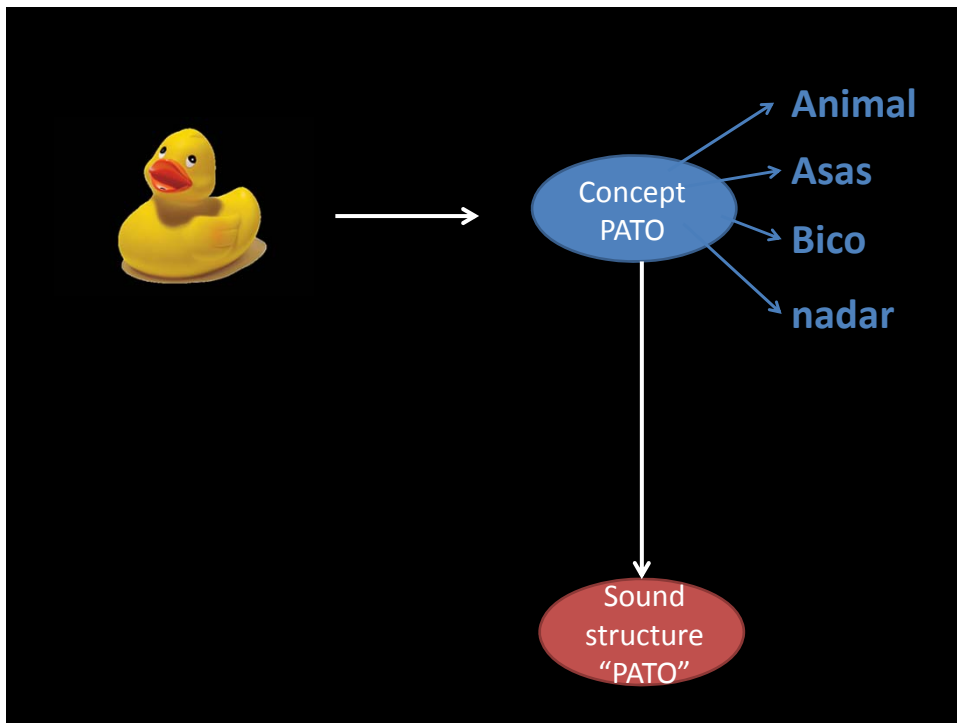 Animal
Asas
Concept
PATO
Bico
nadar
Sound
structure
“PATO”